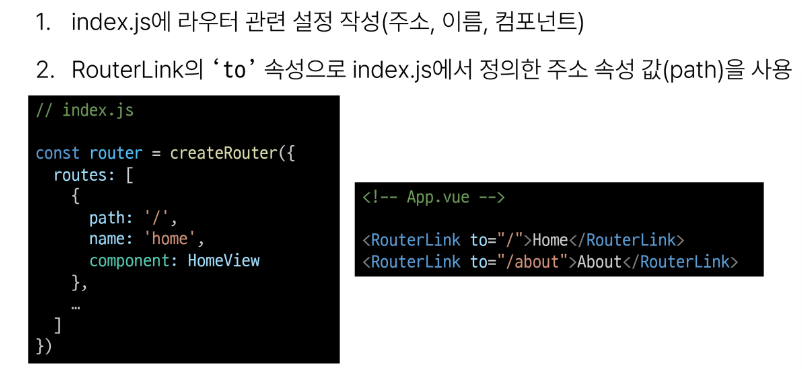 1. index.js에 라우터 관련 설정 작성(주소, 이름, 컴포넌트)
2. RouterLink의 ‘to’ 속성으로 index.js에서 정의한 주소 속성 값(path)을 사용
// index.js
const router = createRouter({
  routes: [
    {
      path: '/',
      name: 'home',
      component: HomeView
    },
    …
  ]
})
<!-- App.vue -->
<RouterLink to="/">Home</RouterLink>
<RouterLink to="/about">About</RouterLink>